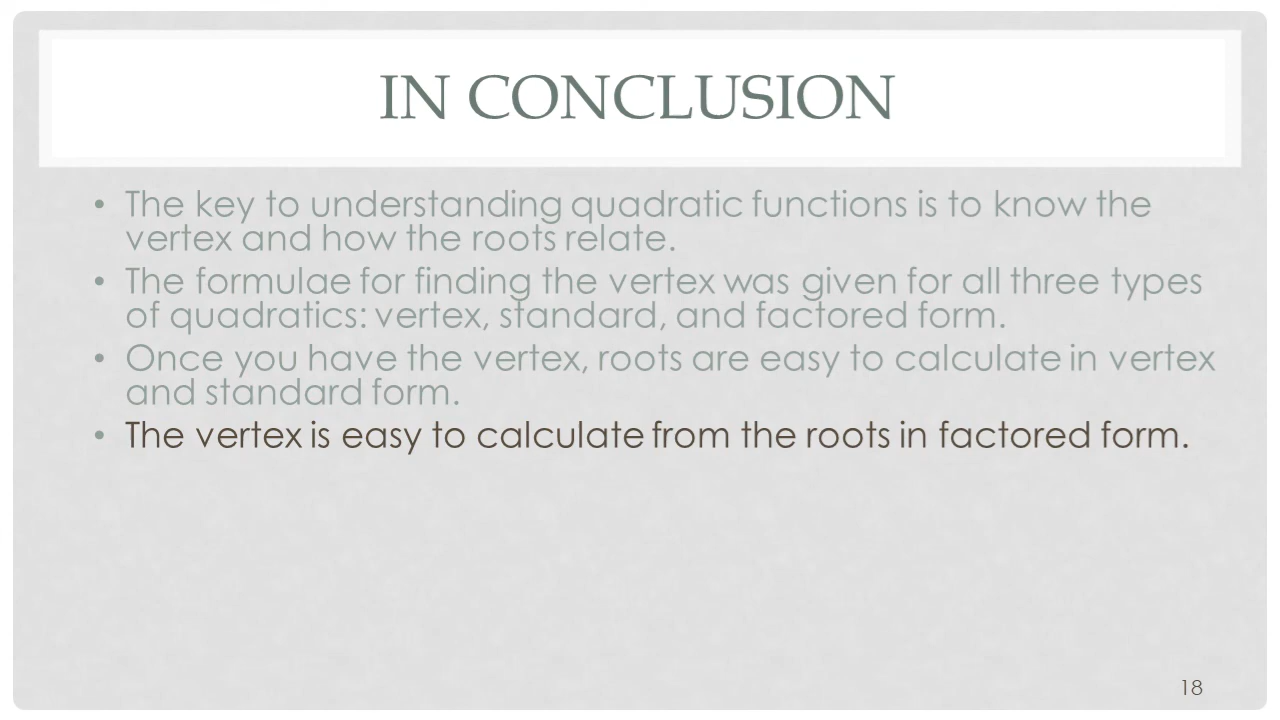 IN CONCLUSION
• The key to understanding quadratic functions is to know the
vertex and how the roots relate.
• The formulae for finding the vertex was given for all three types
of quadratics: vertex, standard, and factored form.
• Once you have the vertex, roots are easy to calculate in vertex
and standard form.
• The vertex is easy to calculate from the roots in factored form.
18